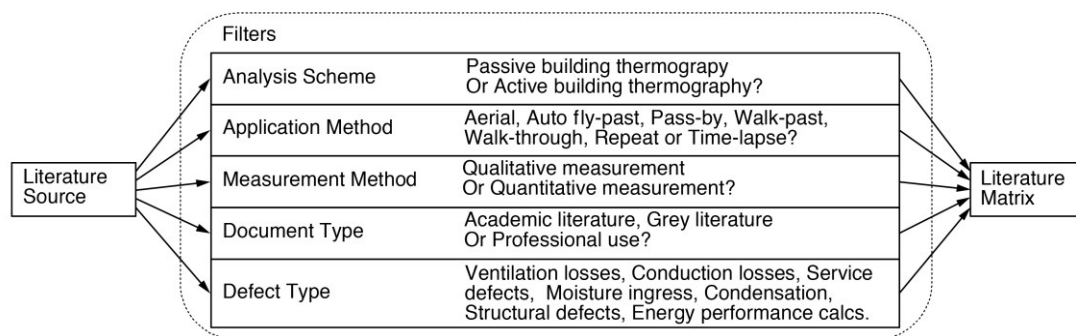 Filters
Literature
Source
Analysis Scheme
Passive building thermograpy
Or Active building thermography?
Application Method
Aerial, Auto fly-past, Pass-by, Walk-past,
Walk-through, Repeat or Time-lapse?
Measurement Method
Qualitative measurement
Or Quantitative measurement?
Document Type
Academic literature, Grey literature
Or Professional use?
Defect Type
Ventilation losses, Conduction losses, Service
defects, Moisture ingress, Condensation,
Structural defects, Energy performance calcs.
Literature
Matrix